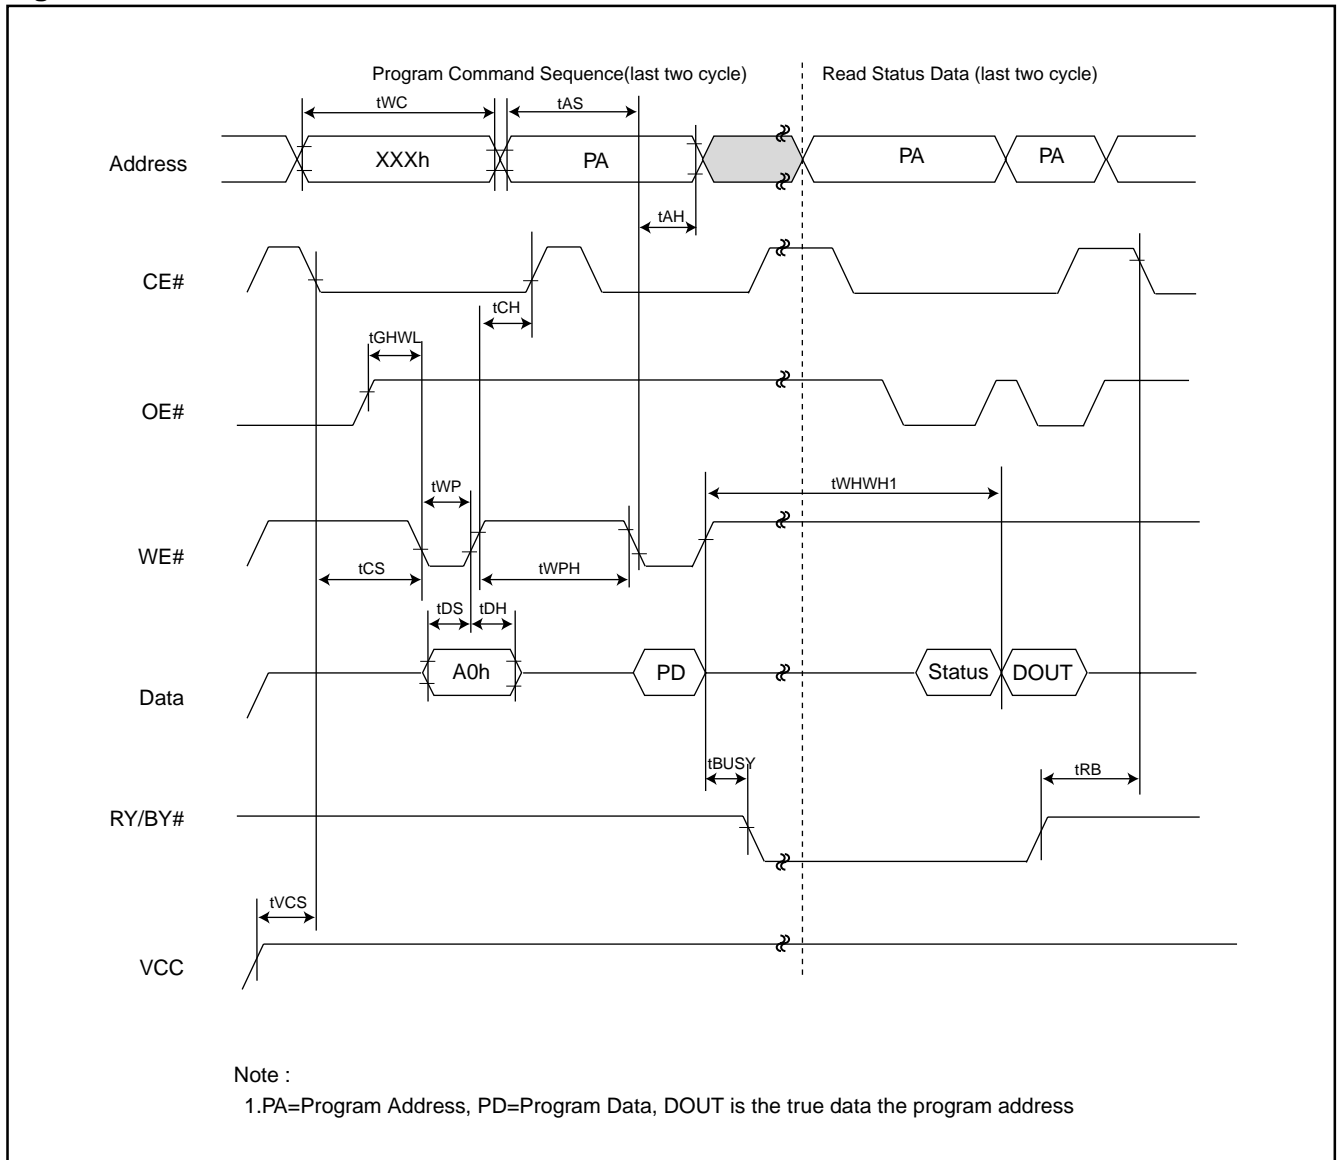 Program Command Sequence(last two cycle)
Read Status Data (last two cycle)
tWC
tAS
Address
XXXh
PA
PA
PA
tAH
CE#
tCH
tGHWL
OE#
tWP
tWHWH1
WE#
tCS
tWPH
tDS
tDH
Data
A0h
PD
Status
DOUT
tBUSY
tRB
RY/BY#
tVCS
VCC
Note :
1.PA=Program Address, PD=Program Data, DOUT is the true data the program address